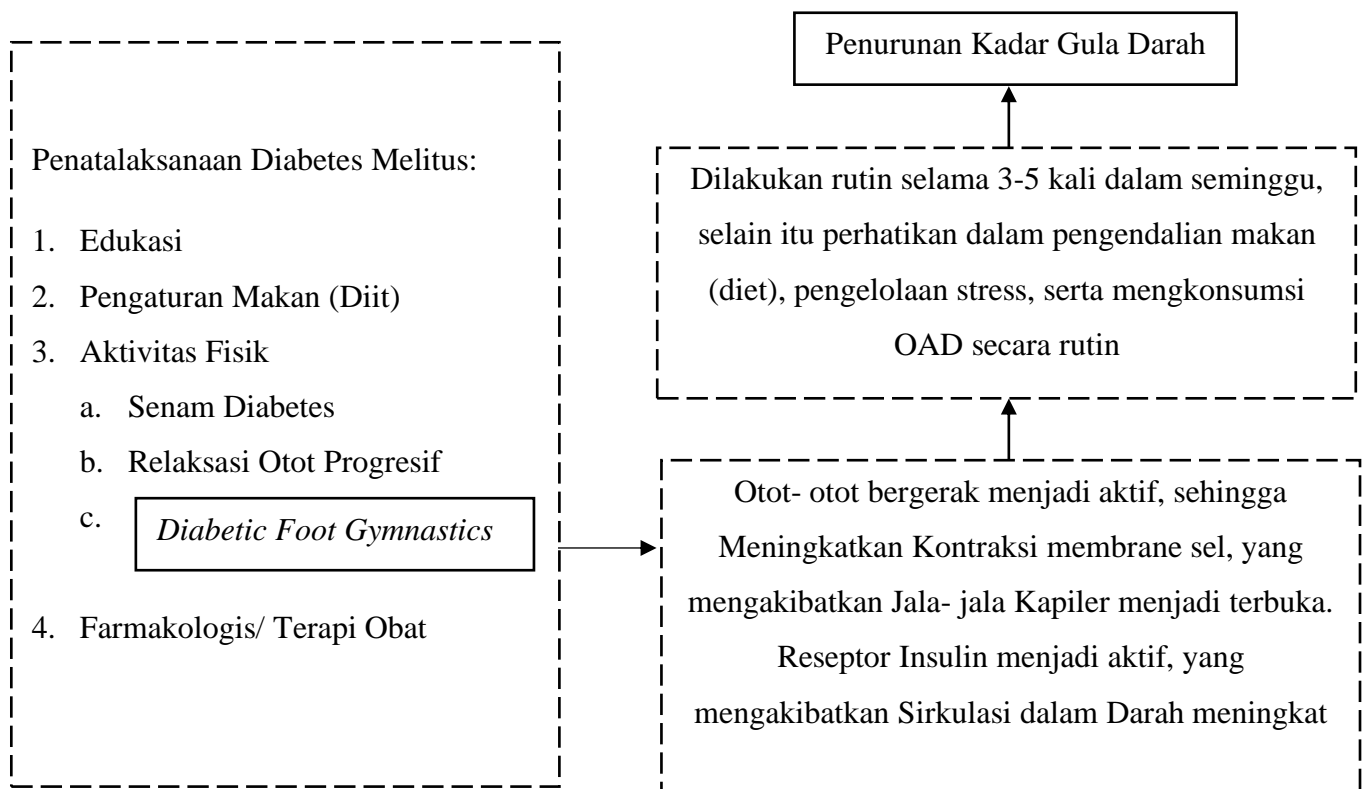 Penatalaksanaan Diabetes Melitus:
1. Edukasi
2. Pengaturan Makan (Diit)
3. Aktivitas Fisik
a. Senam Diabetes
b. Relaksasi Otot Progresif
c. Diabetic Foot Gymnastics
4. Farmakologis/ Terapi Obat
Otot- otot bergerak menjadi aktif, sehingga
Meningkatkan Kontraksi membrane sel, yang
mengakibatkan Jala- jala Kapiler menjadi terbuka.
Reseptor Insulin menjadi aktif, yang
mengakibatkan Sirkulasi dalam Darah meningkat
Dilakukan rutin selama 3-5 kali dalam seminggu,
selain itu perhatikan dalam pengendalian makan
(diet), pengelolaan stress, serta mengkonsumsi
OAD secara rutin
Penurunan Kadar Gula Darah